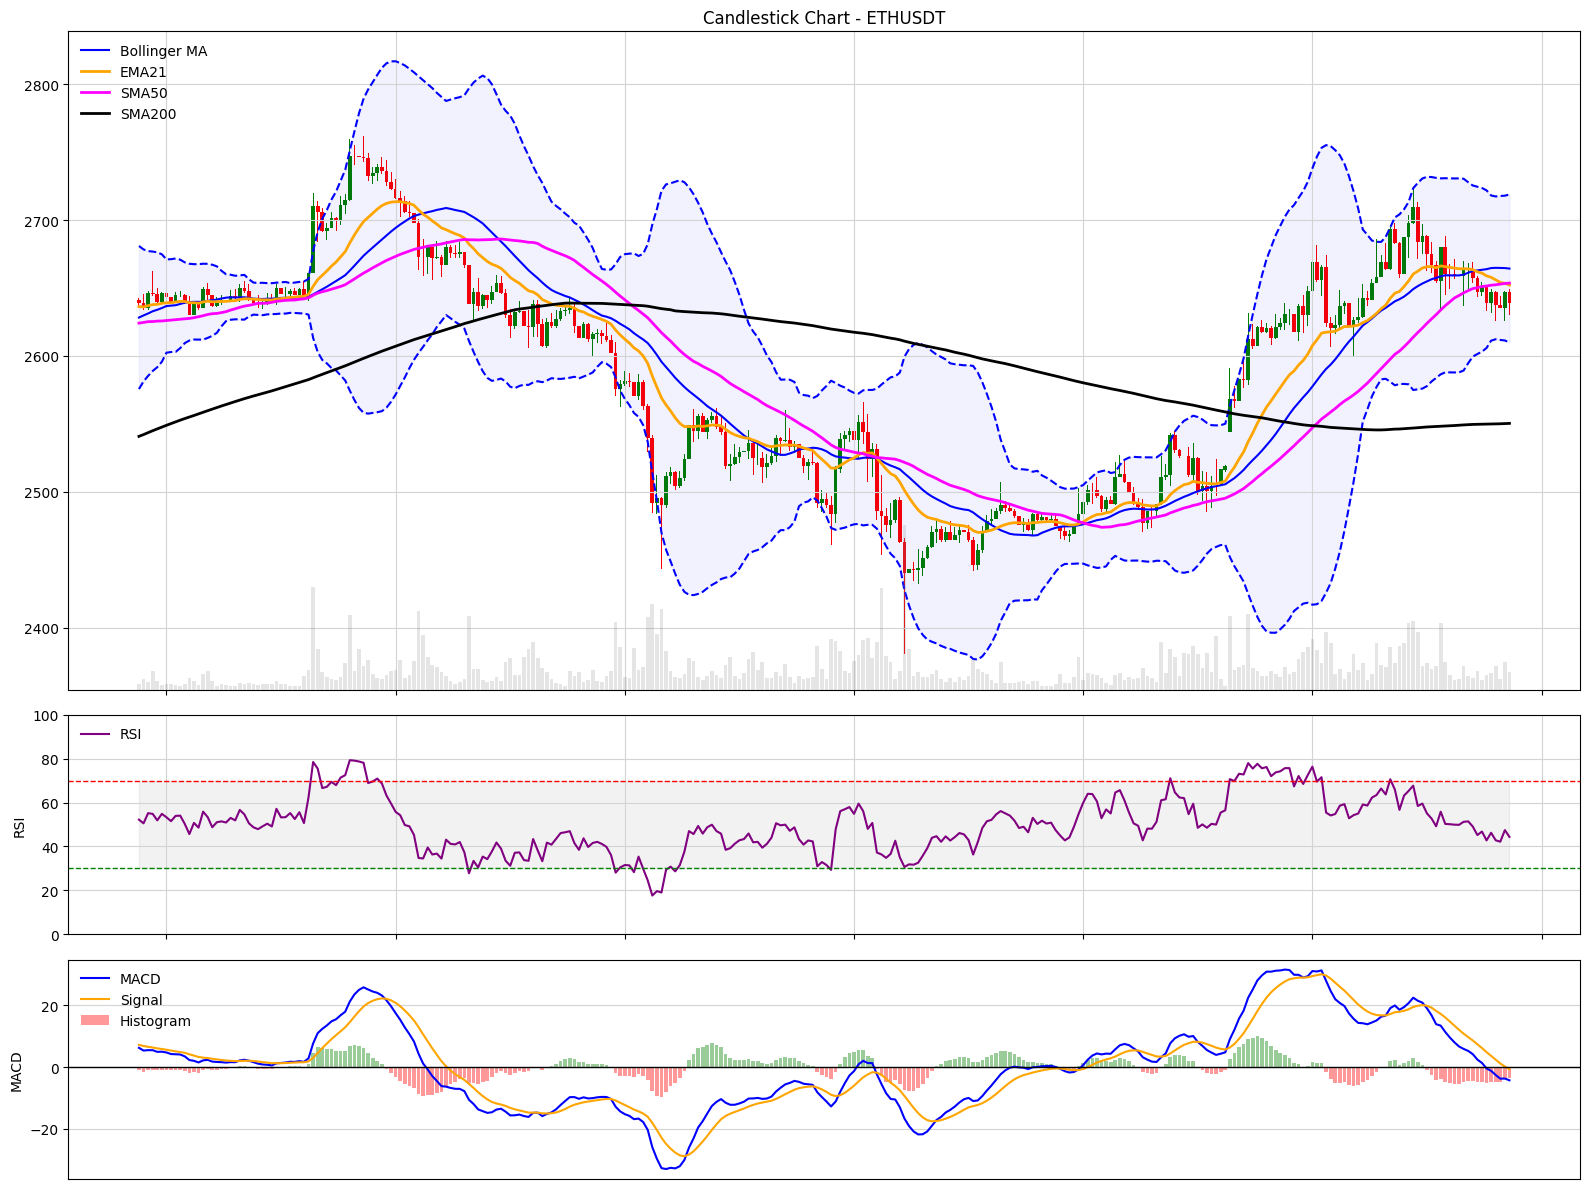 Candlestick Chart - ETHUSDT
Bollinger MA
EMA21
SMA50
SMA200
2800
2700
2600
2500
2400
RSI
100
80
60
40
20
0
RSI
MACD
Signal
Histogram
20
0
−20
MACD